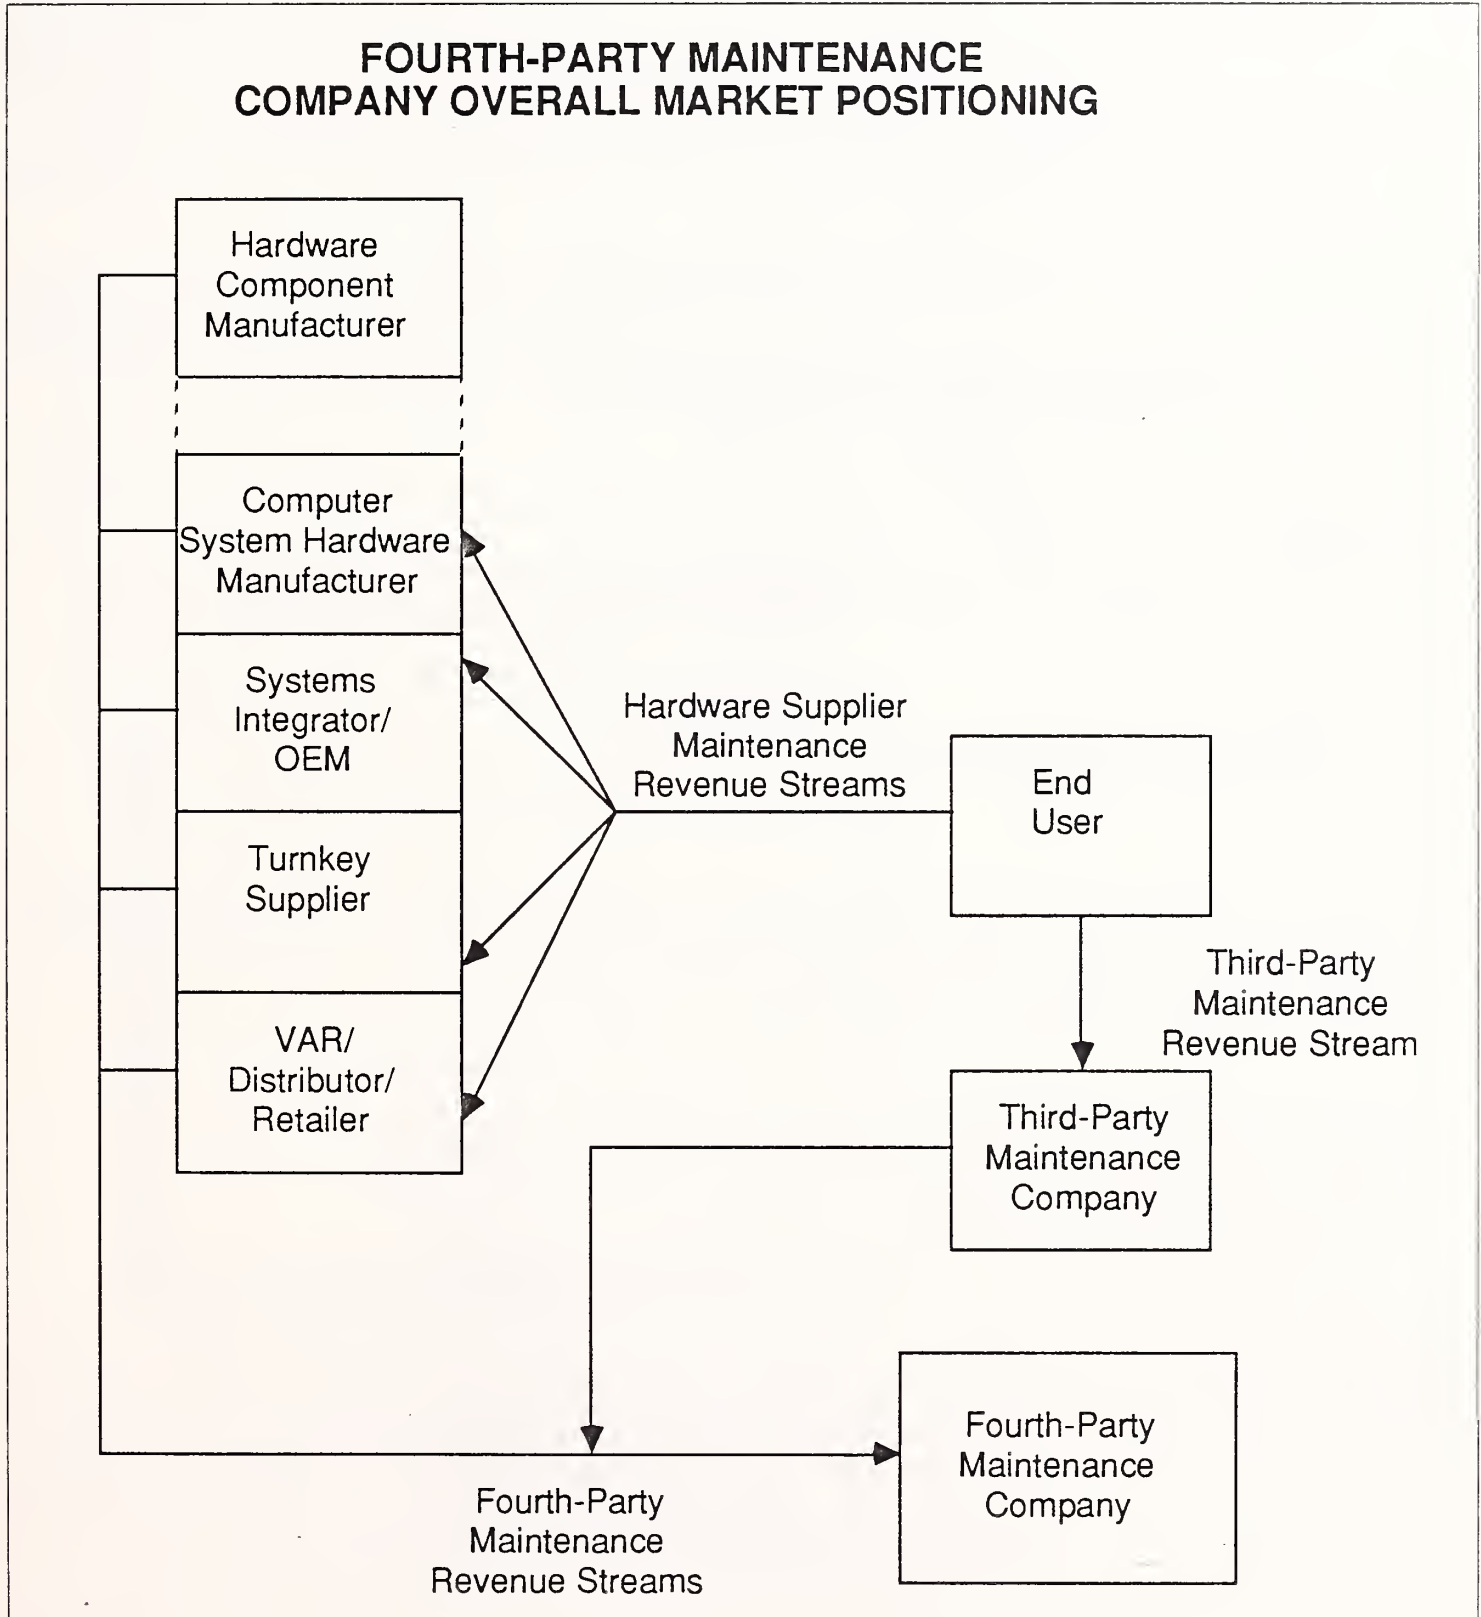 FOURTH-PARTY MAINTENANCE
COMPANY OVERALL MARKET POSITIONING
Hardware
Component
Manufacturer
Computer
System Hardware
Manufacturer
Systems
Integrator/
OEM
Turnkey
Supplier
VAR/
Distributor/
Retailer
Hardware Supplier
Maintenance
Revenue Streams
End
User
Third-Party
Maintenance
Revenue Stream
Third-Party
Maintenance
Company
Fourth-Party
Maintenance
Company
Fourth-Party
Maintenance
Revenue Streams